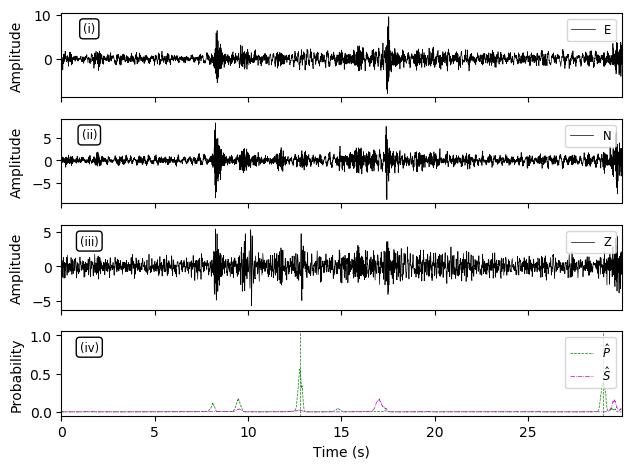 10
0
Amplitude
(i)
E
5
0
−5
Amplitude
(ii)
N
5
0
−5
Amplitude
(iii)
Z
1.0
0.5
0.0
Probability
(iv)
P̂
Ŝ
0 5 10 15 20 25
Time (s)